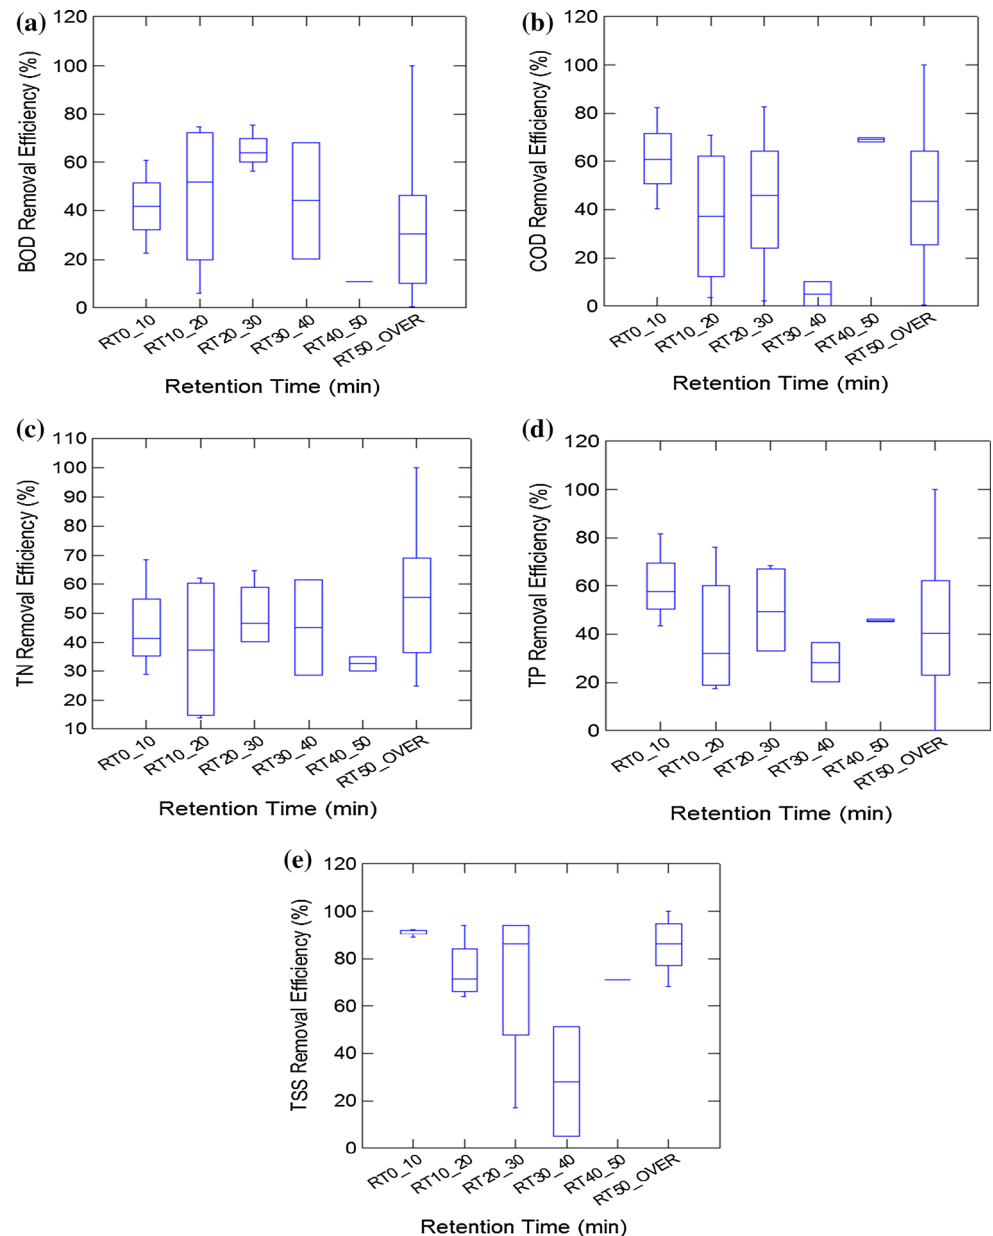 (a)
BOD Removal Efficiency (%)
120
100
80
60
40
20
0
RT0_10
RT10_20
RT20_30
RT30_40
RT40_50
RT50_OVER
Retention Time (min)
(b)
COD Removal Efficiency (%)
120
100
80
60
40
20
0
RT0_10
RT10_20
RT20_30
RT30_40
RT40_50
RT50_OVER
Retention Time (min)
(c)
TN Removal Efficiency (%)
110
100
90
80
70
60
50
40
30
20
10
RT0_10
RT10_20
RT20_30
RT30_40
RT40_50
RT50_OVER
Retention Time (min)
(d)
TP Removal Efficiency (%)
120
100
80
60
40
20
0
RT0_10
RT10_20
RT20_30
RT30_40
RT40_50
RT50_OVER
Retention Time (min)
(e)
TSS Removal Efficiency (%)
120
100
80
60
40
20
0
RT0_10
RT10_20
RT20_30
RT30_40
RT40_50
RT50_OVER
Retention Time (min)